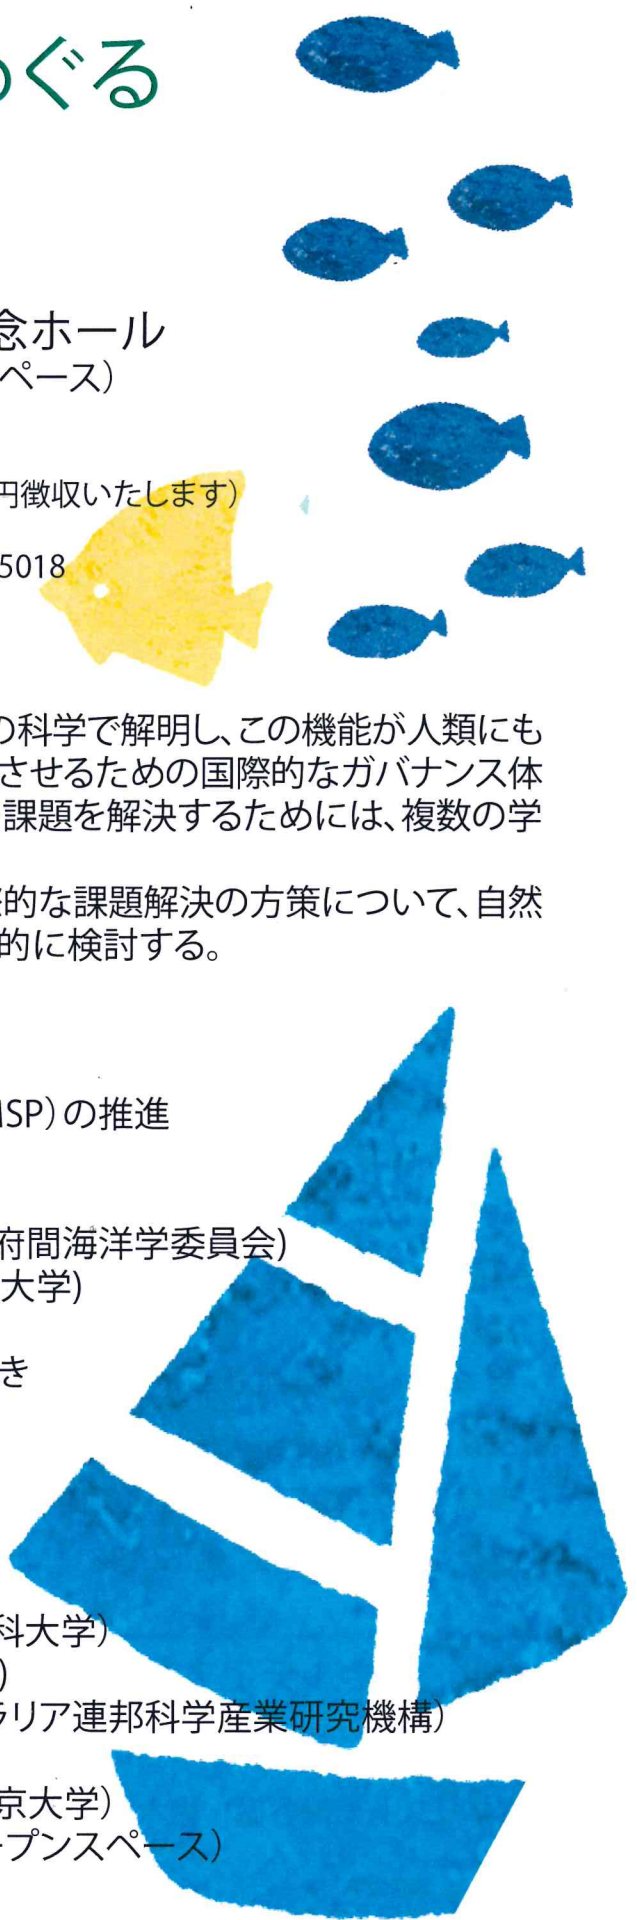 めぐる
念ホール
ペース）
円徴収いたします）
5018
の科学で解明し、この機能が人類にも
させるための国際的なガバナンス体
課題を解決するためには、複数の学
的な課題解決の方策について、自然
的に検討する。
MSP）の推進
府間海洋学委員会)
大学)
き
科大学）
)
ラリア連邦科学産業研究機構）
京大学）
ープンスペース）